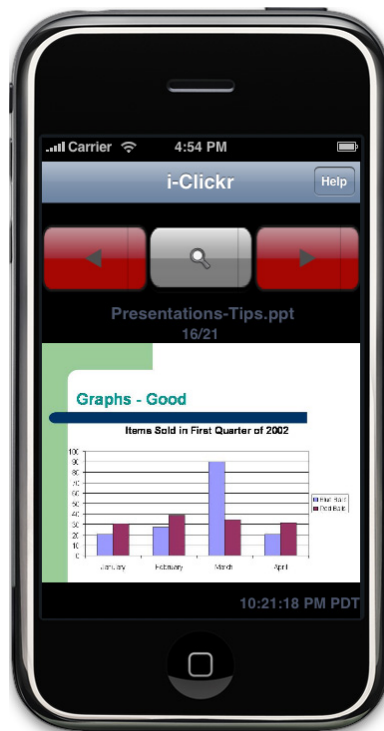 Carrier 4:54 PM
i-Clickr Help
Presentations-Tips.ppt
16/21
Graphs - Good
Items Sold in First Quarter of 2002
100
90
80
70
60
50
40
30
20
10
0
January February March April
10:21:18 PM PDT